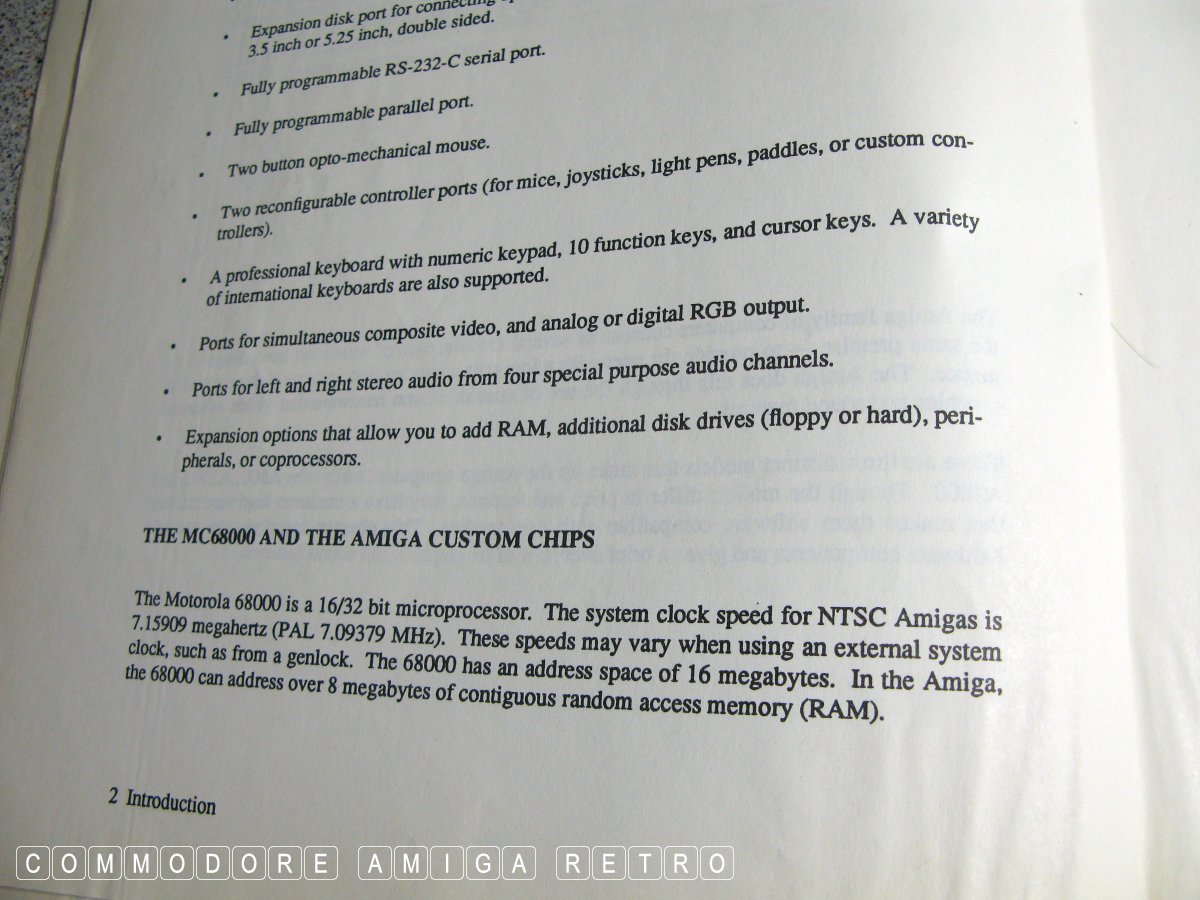 • Expansion disk port for connecting
3.5 inch or 5.25 inch, double sided.
• Fully programmable RS-232-C serial port.
• Fully programmable parallel port.
• Two button opto-mechanical mouse.
• Two reconfigurable controller ports (for mice, joysticks, light pens, paddles, or custom con-
trollers).
• A professional keyboard with numeric keypad, 10 function keys, and cursor keys. A variety
of international keyboards are also supported.
• Ports for simultaneous composite video, and analog or digital RGB output.
• Ports for left and right stereo audio from four special purpose audio channels.
• Expansion options that allow you to add RAM, additional disk drives (floppy or hard), peri-
pherals, or coprocessors.
THE MC68000 AND THE AMIGA CUSTOM CHIPS
The Motorola 68000 is a 16/32 bit microprocessor. The system clock speed for NTSC Amigas is
7.15909 megahertz (PAL 7.09379 MHz). These speeds may vary when using an external system
clock, such as from a genlock. The 68000 has an address space of 16 megabytes. In the Amiga,
the 68000 can address over 8 megabytes of contiguous random access memory (RAM).
2 Introduction
COMMODORE AMIGA RETRO